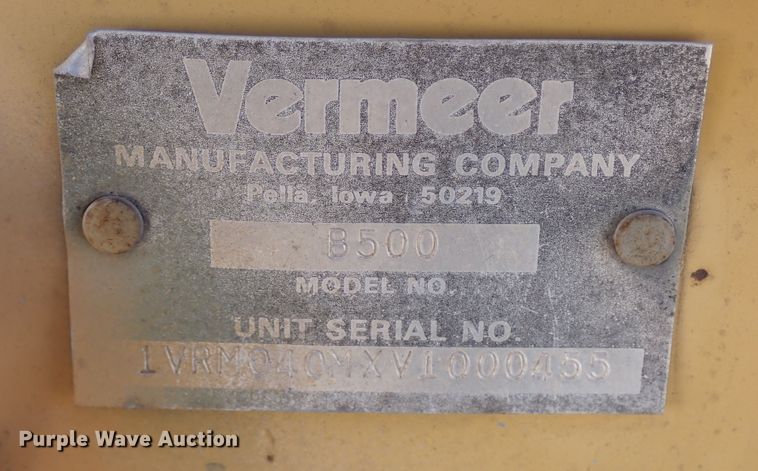 Vermeer
MANUFACTURING COMPANY
Pella, Iowa 50219
B500
MODEL NO.
UNIT SERIAL NO.
1VRM040MXV1000455
Purple Wave Auction